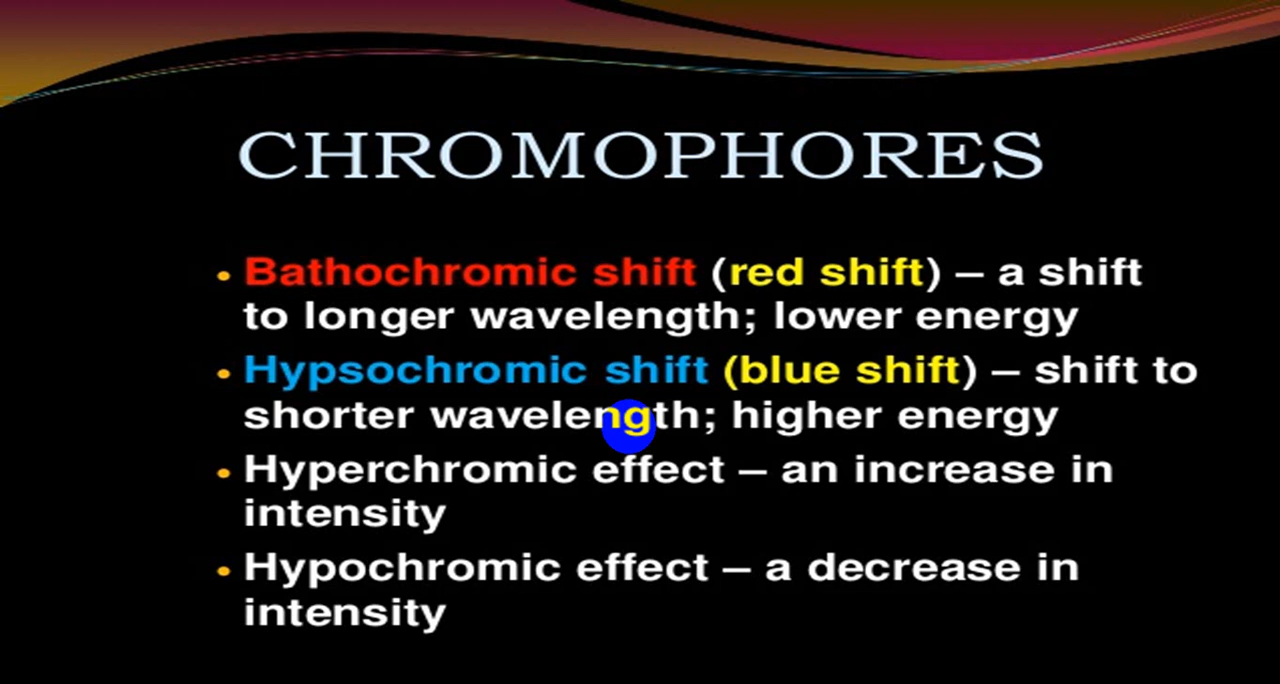 CHROMOPHORES
• Bathochromic shift (red shift) – a shift
to longer wavelength; lower energy
• Hypsochromic shift (blue shift) – shift to
shorter wavelength; higher energy
• Hyperchromic effect – an increase in
intensity
• Hypochromic effect – a decrease in
intensity